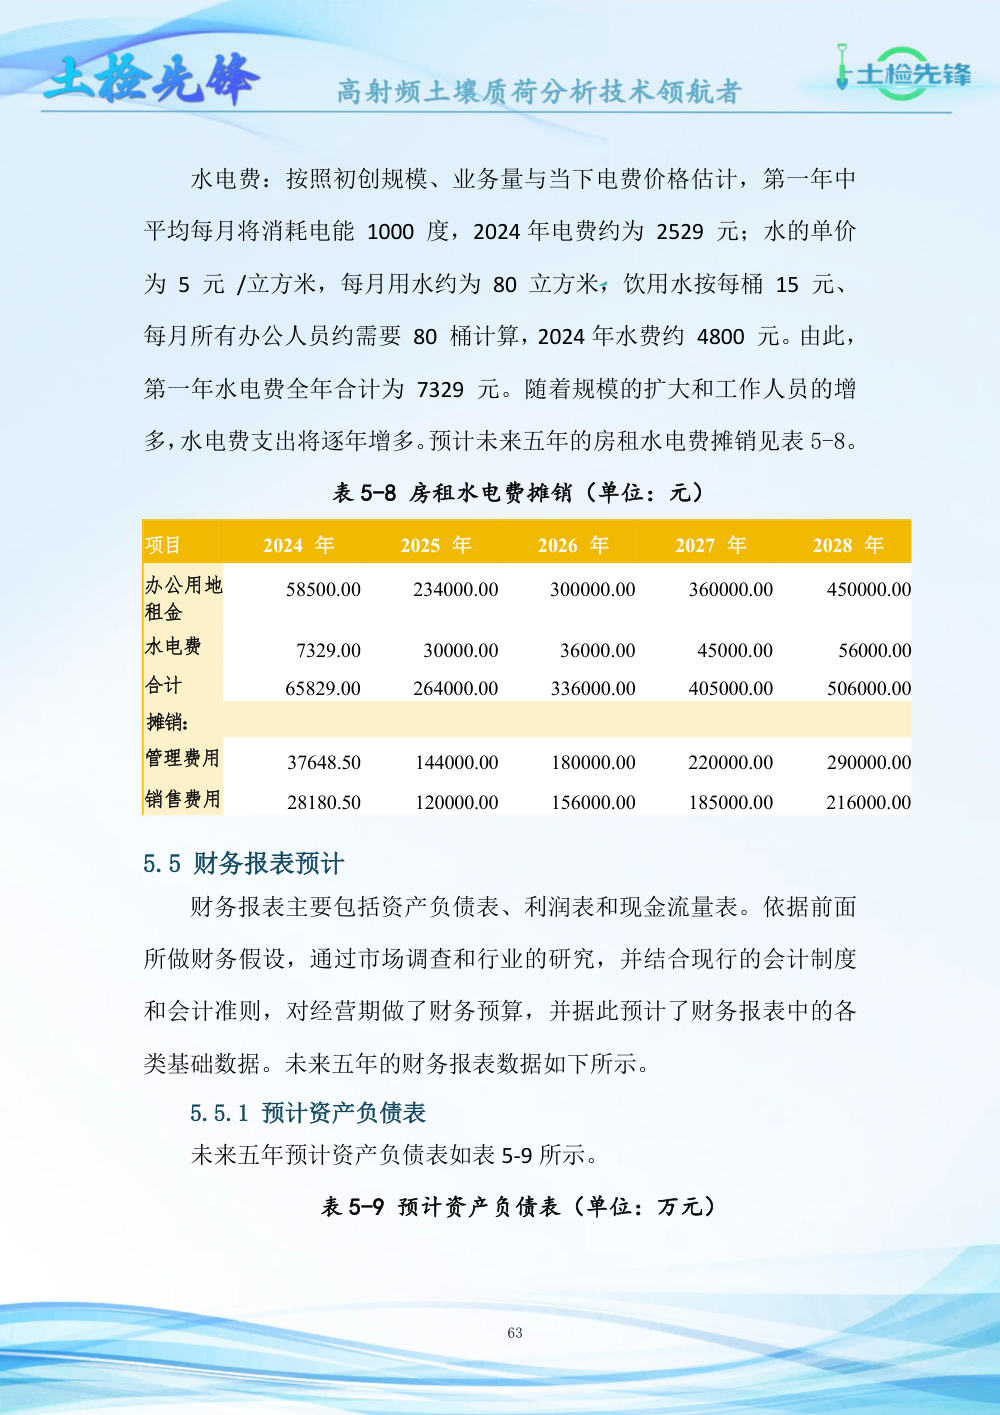 土检先锋
高射频土壤质荷分析技术领航者
土检先锋
水电费：按照初创规模、业务量与当下电费价格估计，第一年中
平均每月将消耗电能 1000 度，2024 年电费约为 2529 元；水的单价
为 5 元 /立方米，每月用水约为 80 立方米，饮用水按每桶 15 元、
每月所有办公人员约需要 80 桶计算，2024 年水费约 4800 元。由此，
第一年水电费全年合计为 7329 元。随着规模的扩大和工作人员的增
多，水电费支出将逐年增多。预计未来五年的房租水电费摊销见表 5-8。
表 5-8 房租水电费摊销（单位：元）
项目 2024 年 2025 年 2026 年 2027 年 2028 年
办公用地 58500.00 234000.00 300000.00 360000.00 450000.00
租金
水电费 7329.00 30000.00 36000.00 45000.00 56000.00
合计 65829.00 264000.00 336000.00 405000.00 506000.00
摊销：
管理费用 37648.50 144000.00 180000.00 220000.00 290000.00
销售费用 28180.50 120000.00 156000.00 185000.00 216000.00
5.5 财务报表预计
财务报表主要包括资产负债表、利润表和现金流量表。依据前面
所做财务假设，通过市场调查和行业的研究，并结合现行的会计制度
和会计准则，对经营期做了财务预算，并据此预计了财务报表中的各
类基础数据。未来五年的财务报表数据如下所示。
5.5.1 预计资产负债表
未来五年预计资产负债表如表 5-9 所示。
表 5-9 预计资产负债表（单位：万元）
63